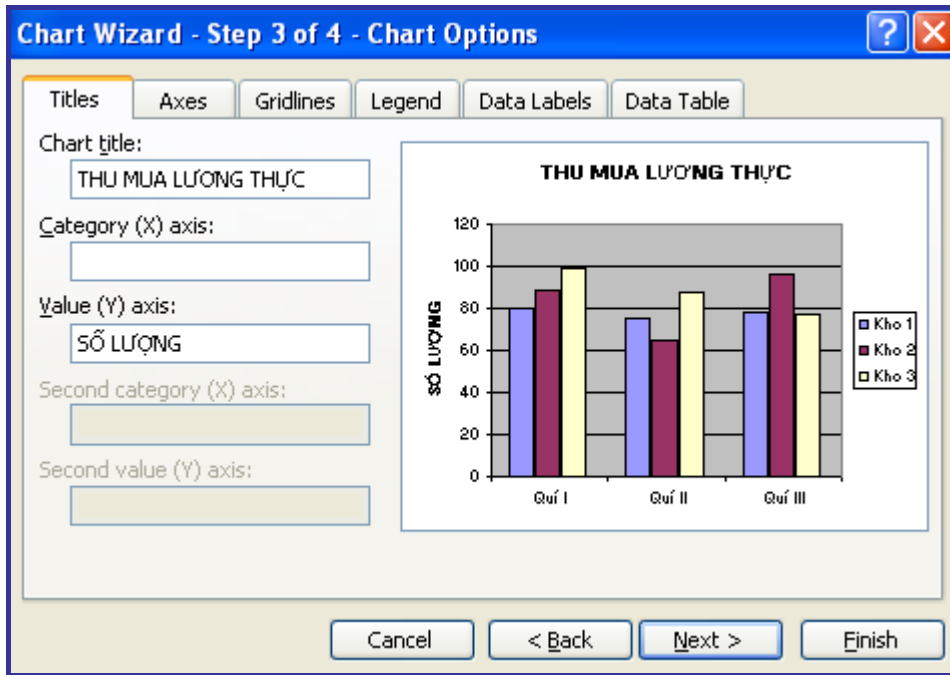 Chart Wizard - Step 3 of 4 - Chart Options
Titles Axes Gridlines Legend Data Labels Data Table
Chart title:
THU MUA LƯƠNG THỰC
Category (X) axis:
Value (Y) axis:
SỐ LƯỢNG
Second category (X) axis:
Second value (Y) axis:
THU MUA LƯƠNG THỰC
SỐ LƯỢNG
120
100
80
60
40
20
0
Quí I Quí II Quí III
Kho 1
Kho 2
Kho 3
Cancel < Back Next > Finish